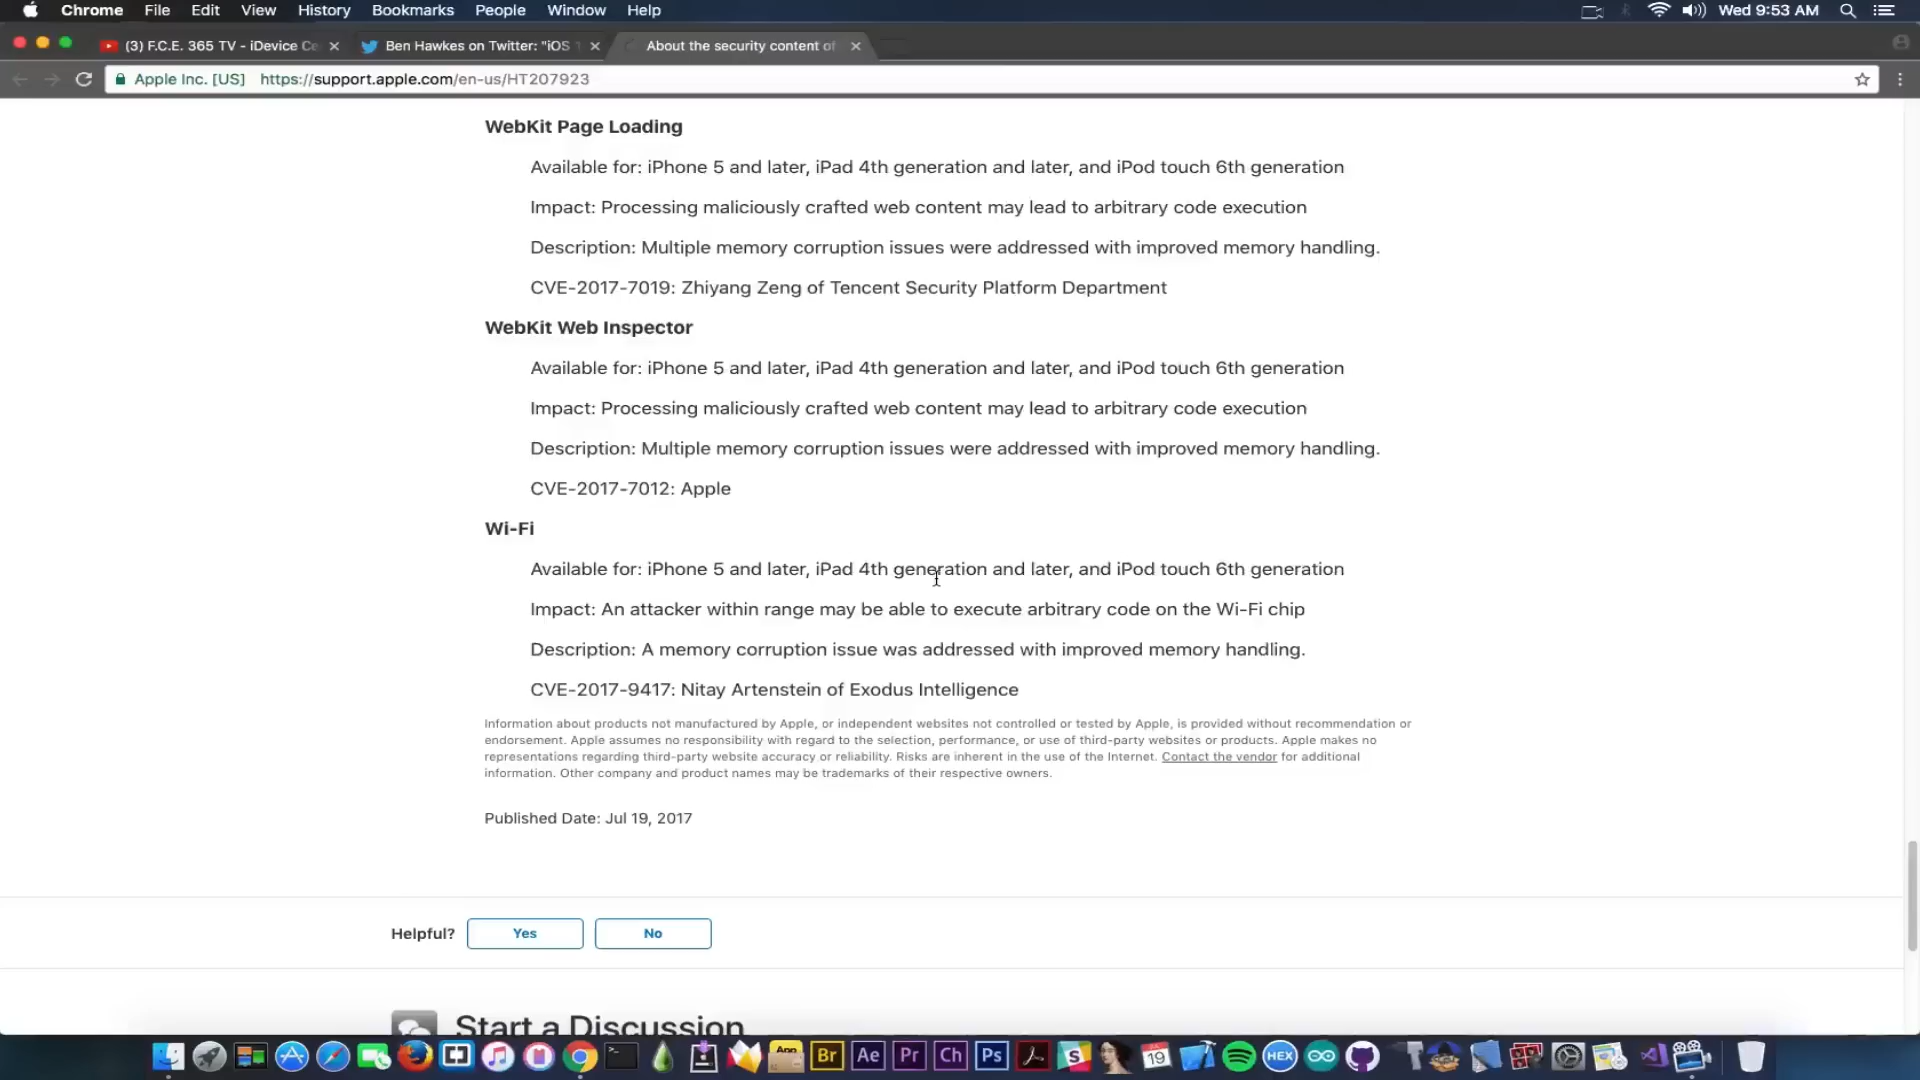 Chrome File Edit View History Bookmarks People Window Help Wed 9:53 AM
(3) F.C.E. 365 TV - iDevice Ce Ben Hawkes on Twitter: "iOS About the security content of
Apple Inc. [US] https://support.apple.com/en-us/HT207923
WebKit Page Loading
Available for: iPhone 5 and later, iPad 4th generation and later, and iPod touch 6th generation
Impact: Processing maliciously crafted web content may lead to arbitrary code execution
Description: Multiple memory corruption issues were addressed with improved memory handling.
CVE-2017-7019: Zhiyang Zeng of Tencent Security Platform Department
WebKit Web Inspector
Available for: iPhone 5 and later, iPad 4th generation and later, and iPod touch 6th generation
Impact: Processing maliciously crafted web content may lead to arbitrary code execution
Description: Multiple memory corruption issues were addressed with improved memory handling.
CVE-2017-7012: Apple
Wi-Fi
Available for: iPhone 5 and later, iPad 4th generation and later, and iPod touch 6th generation
Impact: An attacker within range may be able to execute arbitrary code on the Wi-Fi chip
Description: A memory corruption issue was addressed with improved memory handling.
CVE-2017-9417: Nitay Artenstein of Exodus Intelligence
Information about products not manufactured by Apple, or independent websites not controlled or tested by Apple, is provided without recommendation or
endorsement. Apple assumes no responsibility with regard to the selection, performance, or use of third-party websites or products. Apple makes no
representations regarding third-party website accuracy or reliability. Risks are inherent in the use of the Internet. Contact the vendor for additional
information. Other company and product names may be trademarks of their respective owners.
Published Date: Jul 19, 2017
Helpful? Yes No
Start a Discussion
App Br Ae Pr Ch Ps 19 HEX